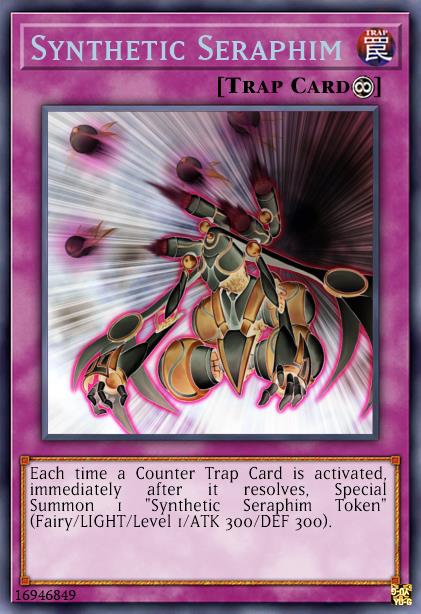 Synthetic Seraphim
TRAP
罠
[Trap Card]
Each time a Counter Trap Card is activated,
immediately after it resolves, Special
Summon 1 "Synthetic Seraphim Token"
(Fairy/LIGHT/Level 1/ATK 300/DEF 300).
16946849